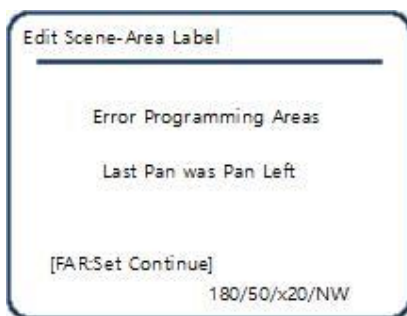 Edit Scene-Area Label
Error Programming Areas
Last Pan was Pan Left
[FAR:Set Continue]
180/50/x20/NW